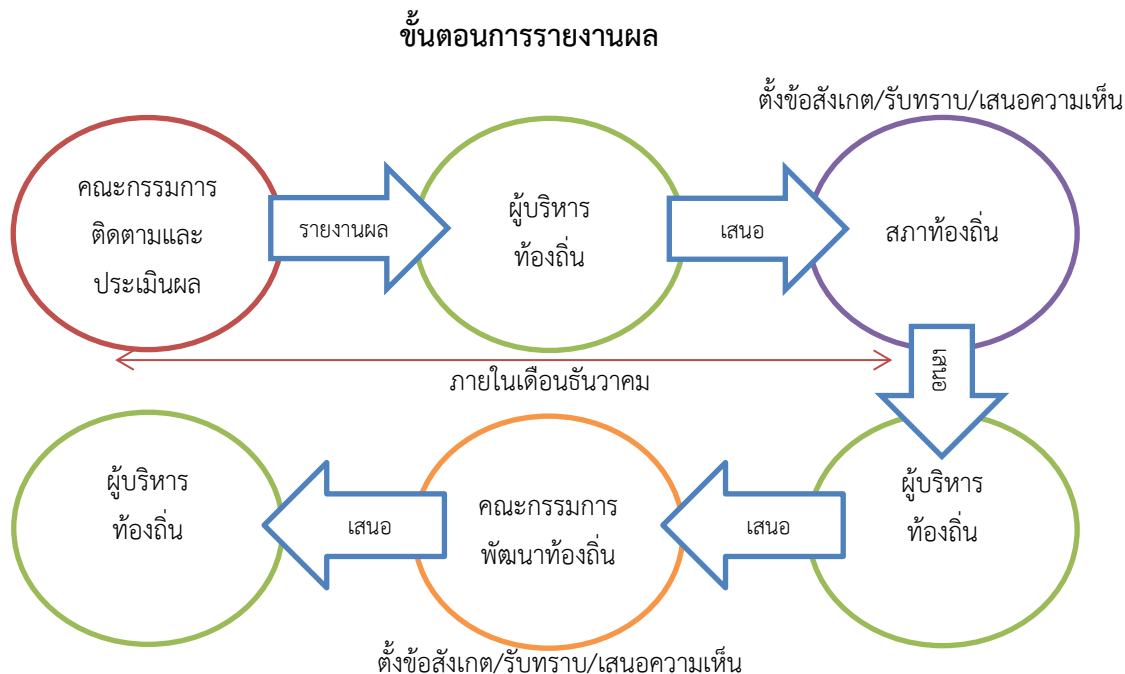 ขั้นตอนการรายงานผล
ตั้งข้อสังเกต/รับทราบ/เสนอความเห็น
คณะกรรมการ
ติดตามและ
ประเมินผล
รายงานผล
ผู้บริหาร
ท้องถิ่น
เสนอ
สภาท้องถิ่น
เสนอ
ภายในเดือนธันวาคม
ผู้บริหาร
ท้องถิ่น
เสนอ
คณะกรรมการ
พัฒนาท้องถิ่น
เสนอ
ผู้บริหาร
ท้องถิ่น
ตั้งข้อสังเกต/รับทราบ/เสนอความเห็น